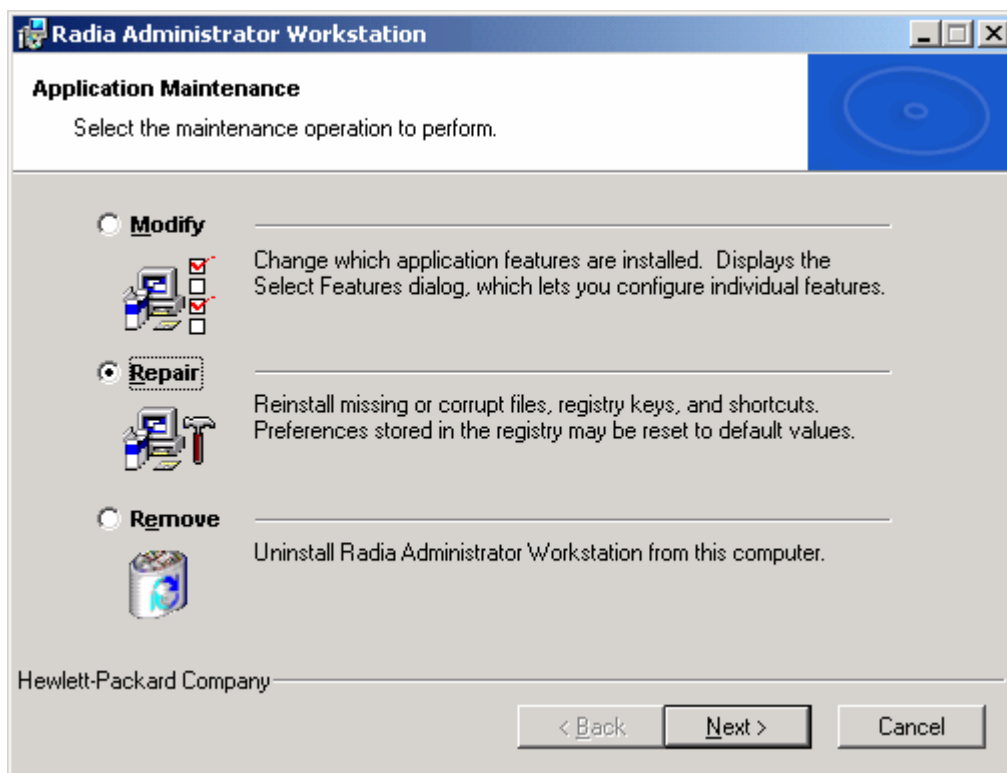 Radia Administrator Workstation
Application Maintenance
Select the maintenance operation to perform.
Modify
Change which application features are installed. Displays the
Select Features dialog, which lets you configure individual features.
Repair
Reinstall missing or corrupt files, registry keys, and shortcuts.
Preferences stored in the registry may be reset to default values.
Remove
Uninstall Radia Administrator Workstation from this computer.
Hewlett-Packard Company
< Back
Next >
Cancel